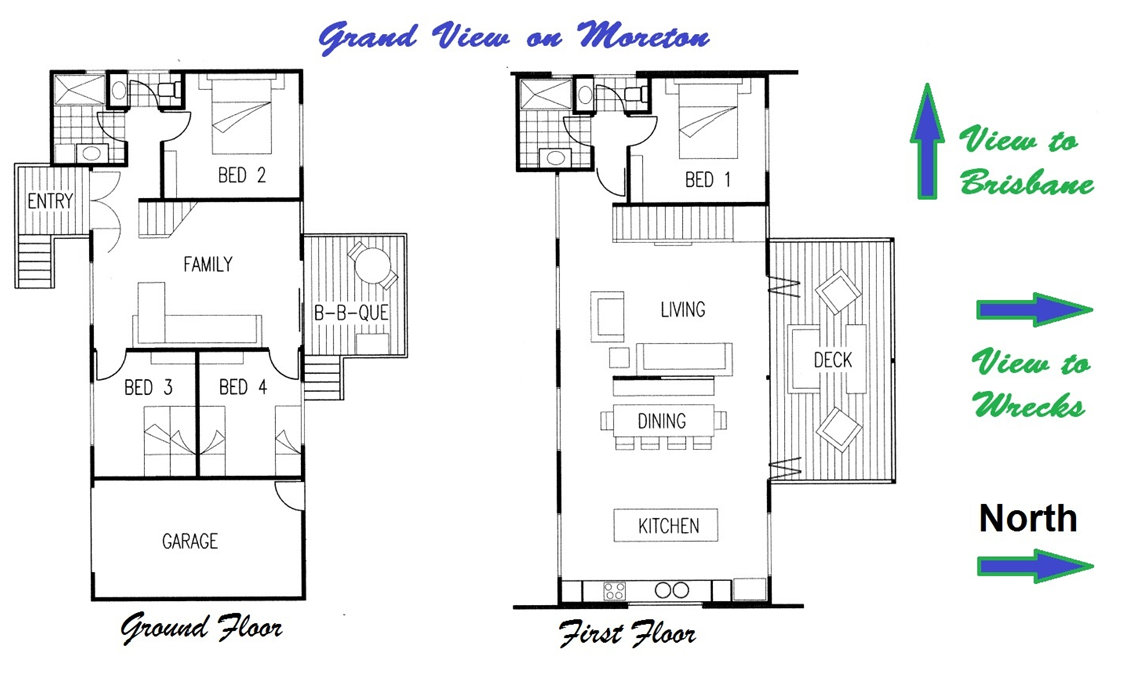 Grand View on Moreton
BED 2
ENTRY
FAMILY
B-B-QUE
BED 3
BED 4
GARAGE
Ground Floor
BED 1
LIVING
DECK
DINING
KITCHEN
First Floor
View to
Brisbane
View to
Wrecks
North